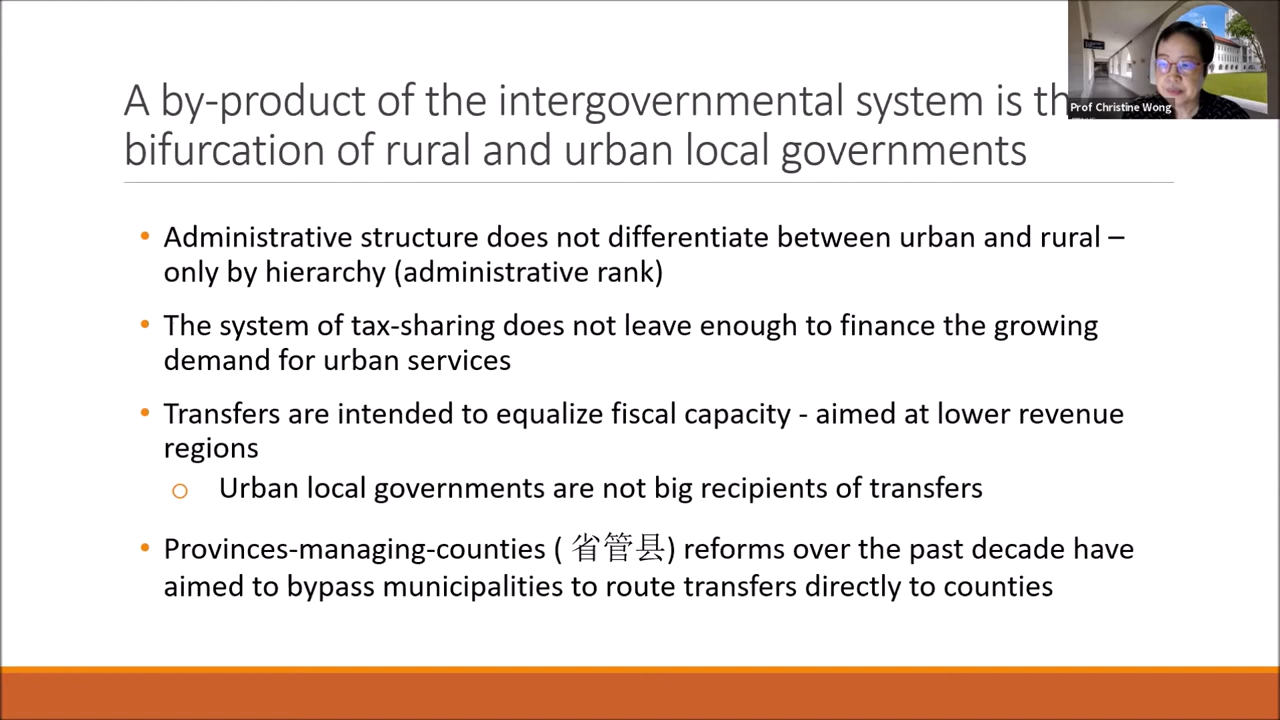 A by-product of the intergovernmental system is th
bifurcation of rural and urban local governments
Prof Christine Wong
• Administrative structure does not differentiate between urban and rural –
only by hierarchy (administrative rank)
• The system of tax-sharing does not leave enough to finance the growing
demand for urban services
• Transfers are intended to equalize fiscal capacity - aimed at lower revenue
regions
o Urban local governments are not big recipients of transfers
• Provinces-managing-counties ( 省管县) reforms over the past decade have
aimed to bypass municipalities to route transfers directly to counties